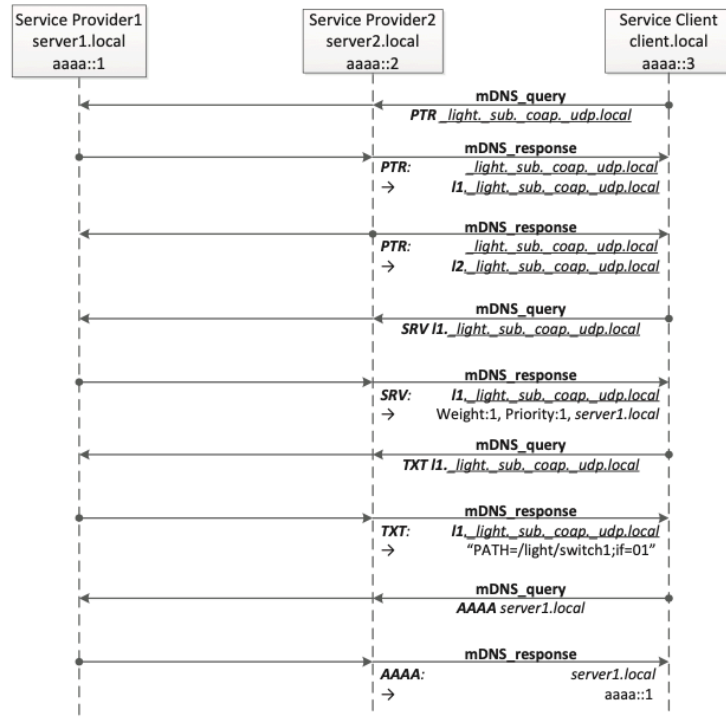 Service Provider1
server1.local
aaaa::1
Service Provider2
server2.local
aaaa::2
Service Client
client.local
aaaa::3
mDNS_query
PTR _light._sub._coap._udp.local
mDNS_response
PTR: _light._sub._coap._udp.local
→ l1._light._sub._coap._udp.local
mDNS_response
PTR: _light._sub._coap._udp.local
→ l2._light._sub._coap._udp.local
mDNS_query
SRV l1._light._sub._coap._udp.local
mDNS_response
SRV: l1._light._sub._coap._udp.local
→ Weight:1, Priority:1, server1.local
mDNS_query
TXT l1._light._sub._coap._udp.local
mDNS_response
TXT: l1._light._sub._coap._udp.local
→ “PATH=/light/switch1;if=01”
mDNS_query
AAAA server1.local
mDNS_response
AAAA: server1.local
→ aaaa::1